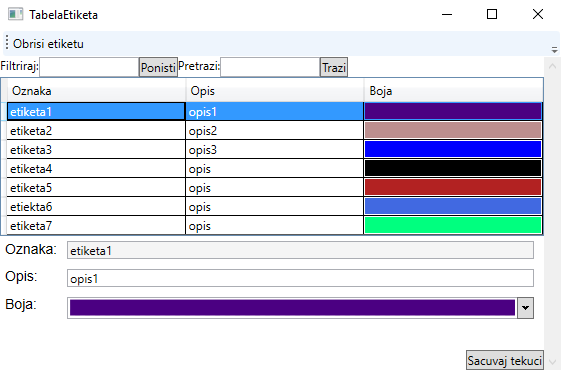 TabelaEtiketa
Obrisi etiketu
Filtriraj: Ponisti Pretrazi: Trazi
Oznaka Opis Boja
etiketa1 opis1
etiketa2 opis2
etiketa3 opis3
etiketa4 opis
etiketa5 opis
etiekta6 opis
etiketa7 opis
Oznaka: etiketa1
Opis: opis1
Boja:
Sacuvaj tekuci